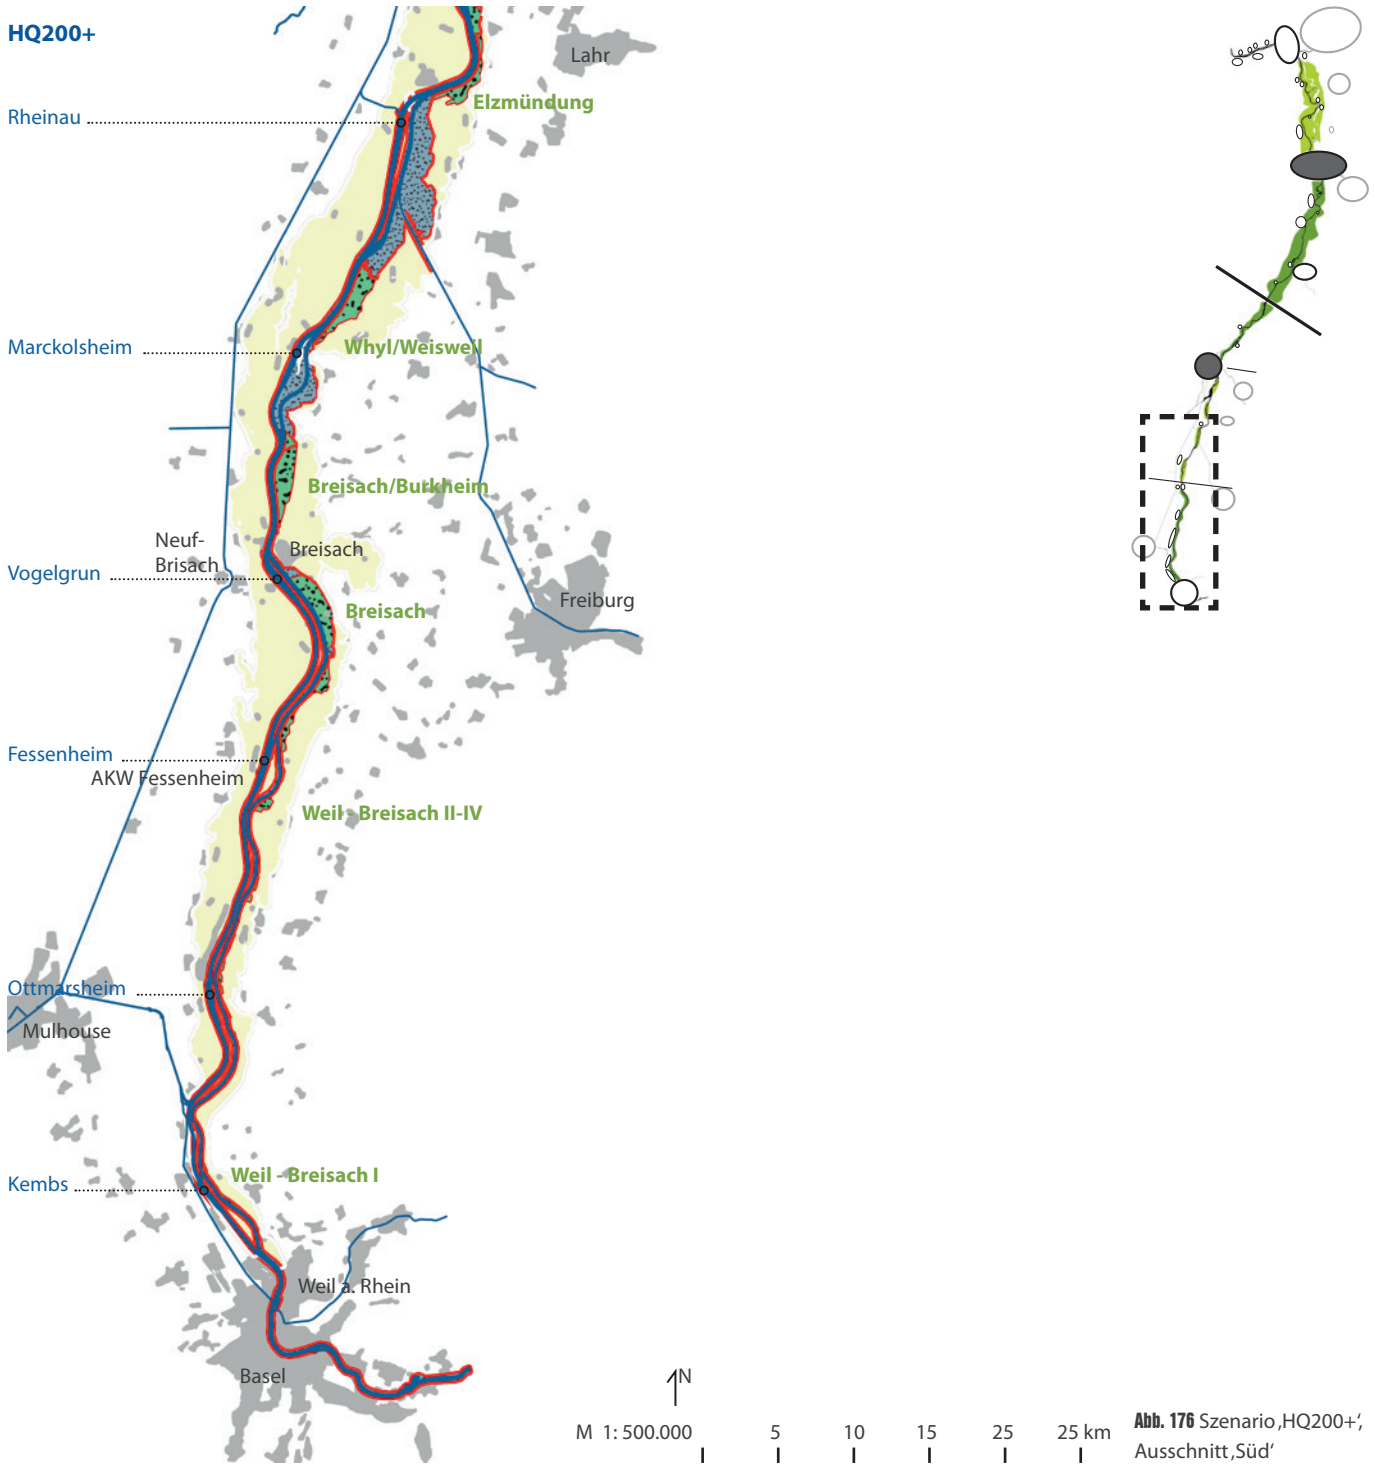 HQ200+
Lahr
Elzmündung
Rheinau
Marckolsheim
Whyl/Weisweil
Breisach/Burkheim
Neuf-
Brisach
Breisach
Vogelgrun
Freiburg
Breisach
Fessenheim
AKW Fessenheim
Weil - Breisach II-IV
Ottmarsheim
Mulhouse
Weil - Breisach I
Kembs
Weil a. Rhein
Basel
N
M 1: 500.000 5 10 15 25 25 km
Abb. 176 Szenario ‚HQ200+‘,
Ausschnitt ‚Süd‘